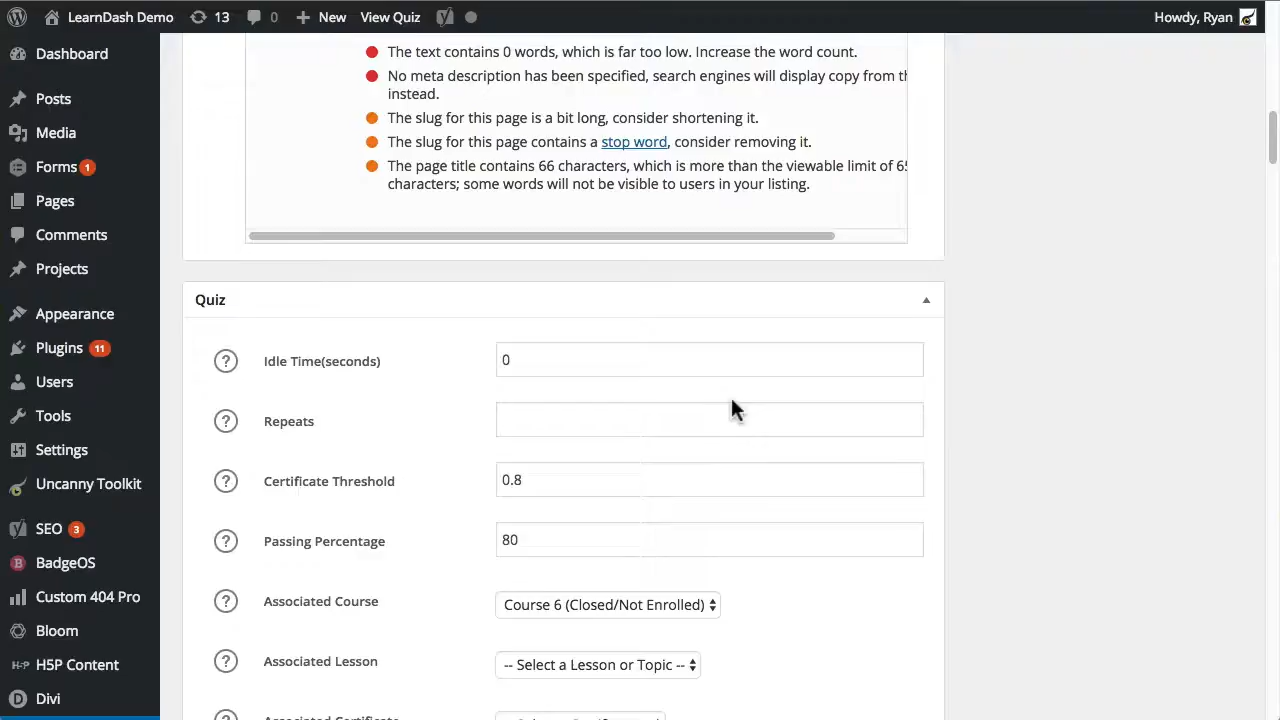 LearnDash Demo 13 0 New View Quiz Howdy, Ryan
Dashboard
Posts
Media
Forms 1
Pages
Comments
Projects
Appearance
Plugins 11
Users
Tools
Settings
Uncanny Toolkit
SEO 3
BadgeOS
Custom 404 Pro
Bloom
H5P Content
Divi
The text contains 0 words, which is far too low. Increase the word count.
No meta description has been specified, search engines will display copy from th
instead.
The slug for this page is a bit long, consider shortening it.
The slug for this page contains a stop word, consider removing it.
The page title contains 66 characters, which is more than the viewable limit of 65
characters; some words will not be visible to users in your listing.
Quiz
? Idle Time(seconds) 0
? Repeats
? Certificate Threshold 0.8
? Passing Percentage 80
? Associated Course Course 6 (Closed/Not Enrolled)
? Associated Lesson -- Select a Lesson or Topic --